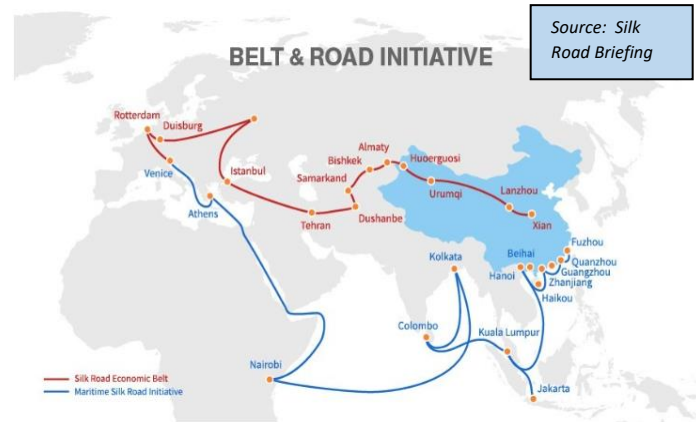 Source: Silk
Road Briefing
BELT & ROAD INITIATIVE
Rotterdam
Duisburg
Venice
Istanbul
Athens
Tehran
Samarkand
Dushanbe
Bishkek
Almaty
Huoerguosi
Urumqi
Lanzhou
Xian
Fuzhou
Quanzhou
Guangzhou
Zhanjiang
Haikou
Beihai
Hanoi
Kolkata
Colombo
Kuala Lumpur
Jakarta
Nairobi
Silk Road Economic Belt
Maritime Silk Road Initiative